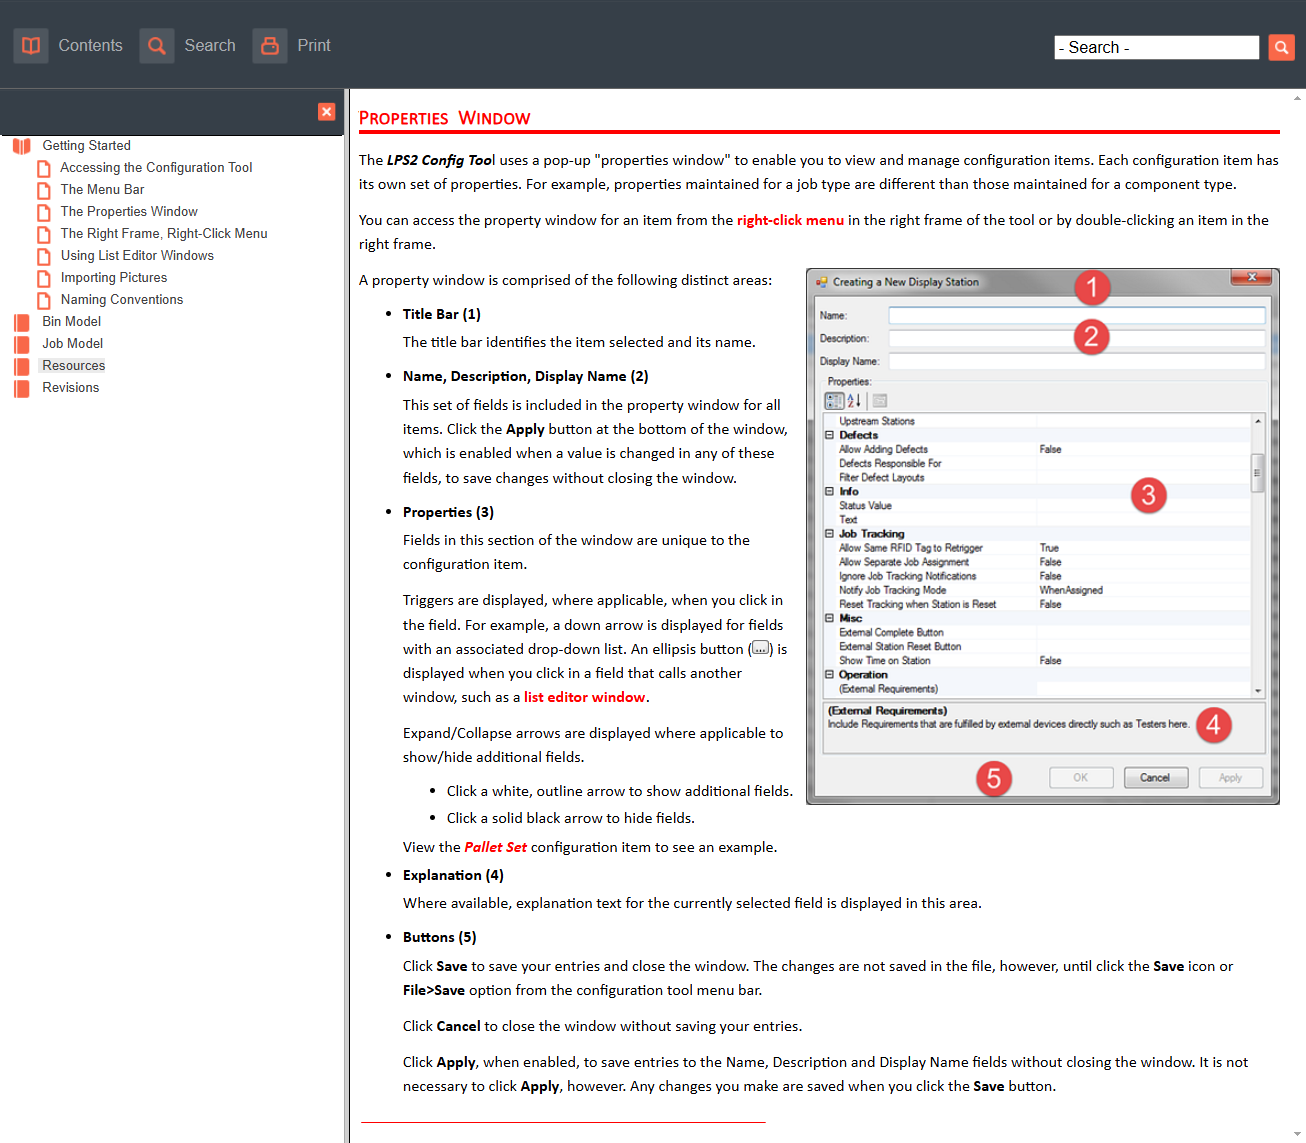 Contents Search Print - Search -
Getting Started
Accessing the Configuration Tool
The Menu Bar
The Properties Window
The Right Frame, Right-Click Menu
Using List Editor Windows
Importing Pictures
Naming Conventions
Bin Model
Job Model
Resources
Revisions
PROPERTIES WINDOW
The LPS2 Config Tool uses a pop-up "properties window" to enable you to view and manage configuration items. Each configuration item has
its own set of properties. For example, properties maintained for a job type are different than those maintained for a component type.
You can access the property window for an item from the right-click menu in the right frame of the tool or by double-clicking an item in the
right frame.
A property window is comprised of the following distinct areas:
• Title Bar (1)
The title bar identifies the item selected and its name.
• Name, Description, Display Name (2)
This set of fields is included in the property window for all
items. Click the Apply button at the bottom of the window,
which is enabled when a value is changed in any of these
fields, to save changes without closing the window.
• Properties (3)
Fields in this section of the window are unique to the
configuration item.
Triggers are displayed, where applicable, when you click in
the field. For example, a down arrow is displayed for fields
with an associated drop-down list. An ellipsis button (...) is
displayed when you click in a field that calls another
window, such as a list editor window.
Expand/Collapse arrows are displayed where applicable to
show/hide additional fields.
• Click a white, outline arrow to show additional fields.
• Click a solid black arrow to hide fields.
View the Pallet Set configuration item to see an example.
• Explanation (4)
Where available, explanation text for the currently selected field is displayed in this area.
• Buttons (5)
Click Save to save your entries and close the window. The changes are not saved in the file, however, until click the Save icon or
File>Save option from the configuration tool menu bar.
Click Cancel to close the window without saving your entries.
Click Apply, when enabled, to save entries to the Name, Description and Display Name fields without closing the window. It is not
necessary to click Apply, however. Any changes you make are saved when you click the Save button.
Creating a New Display Station 1
Name:
Description: 2
Display Name:
Properties:
Upstream Stations
Defects
Allow Adding Defects False
Defects Responsible For
Filter Defect Layouts
Info 3
Status Value
Text
Job Tracking
Allow Same RFID Tag to Retrigger True
Allow Separate Job Assignment False
Ignore Job Tracking Notifications False
Notify Job Tracking Mode WhenAssigned
Reset Tracking when Station is Reset False
Misc
External Complete Button
External Station Reset Button
Show Time on Station False
Operation
(External Requirements)
(External Requirements)
Include Requirements that are fulfilled by external devices directly such as Testers here. 4
5 OK Cancel Apply